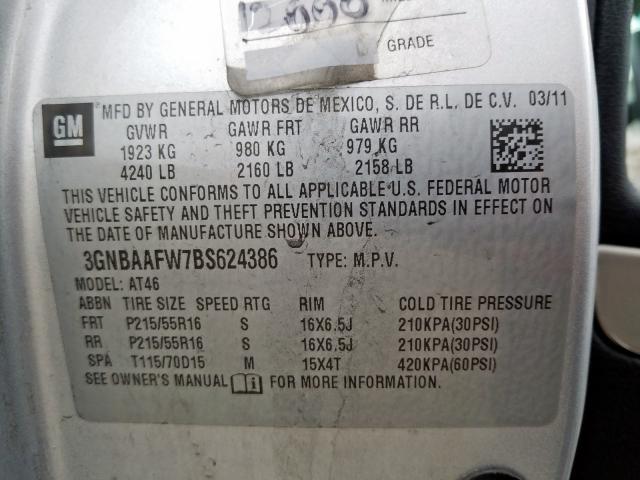 GRADE
GM
MFD BY GENERAL MOTORS DE MEXICO, S. DE R.L. DE C.V. 03/11
GVWR GAWR FRT GAWR RR
1923 KG 980 KG 979 KG
4240 LB 2160 LB 2158 LB
THIS VEHICLE CONFORMS TO ALL APPLICABLE U.S. FEDERAL MOTOR
VEHICLE SAFETY AND THEFT PREVENTION STANDARDS IN EFFECT ON
THE DATE OF MANUFACTURE SHOWN ABOVE.
3GNBAAFW7BS624386 TYPE: M.P.V.
MODEL: AT46
ABBN TIRE SIZE SPEED RTG RIM COLD TIRE PRESSURE
FRT P215/55R16 S 16X6.5J 210KPA(30PSI)
RR P215/55R16 S 16X6.5J 210KPA(30PSI)
SPA T115/70D15 M 15X4T 420KPA(60PSI)
SEE OWNER'S MANUAL FOR MORE INFORMATION.